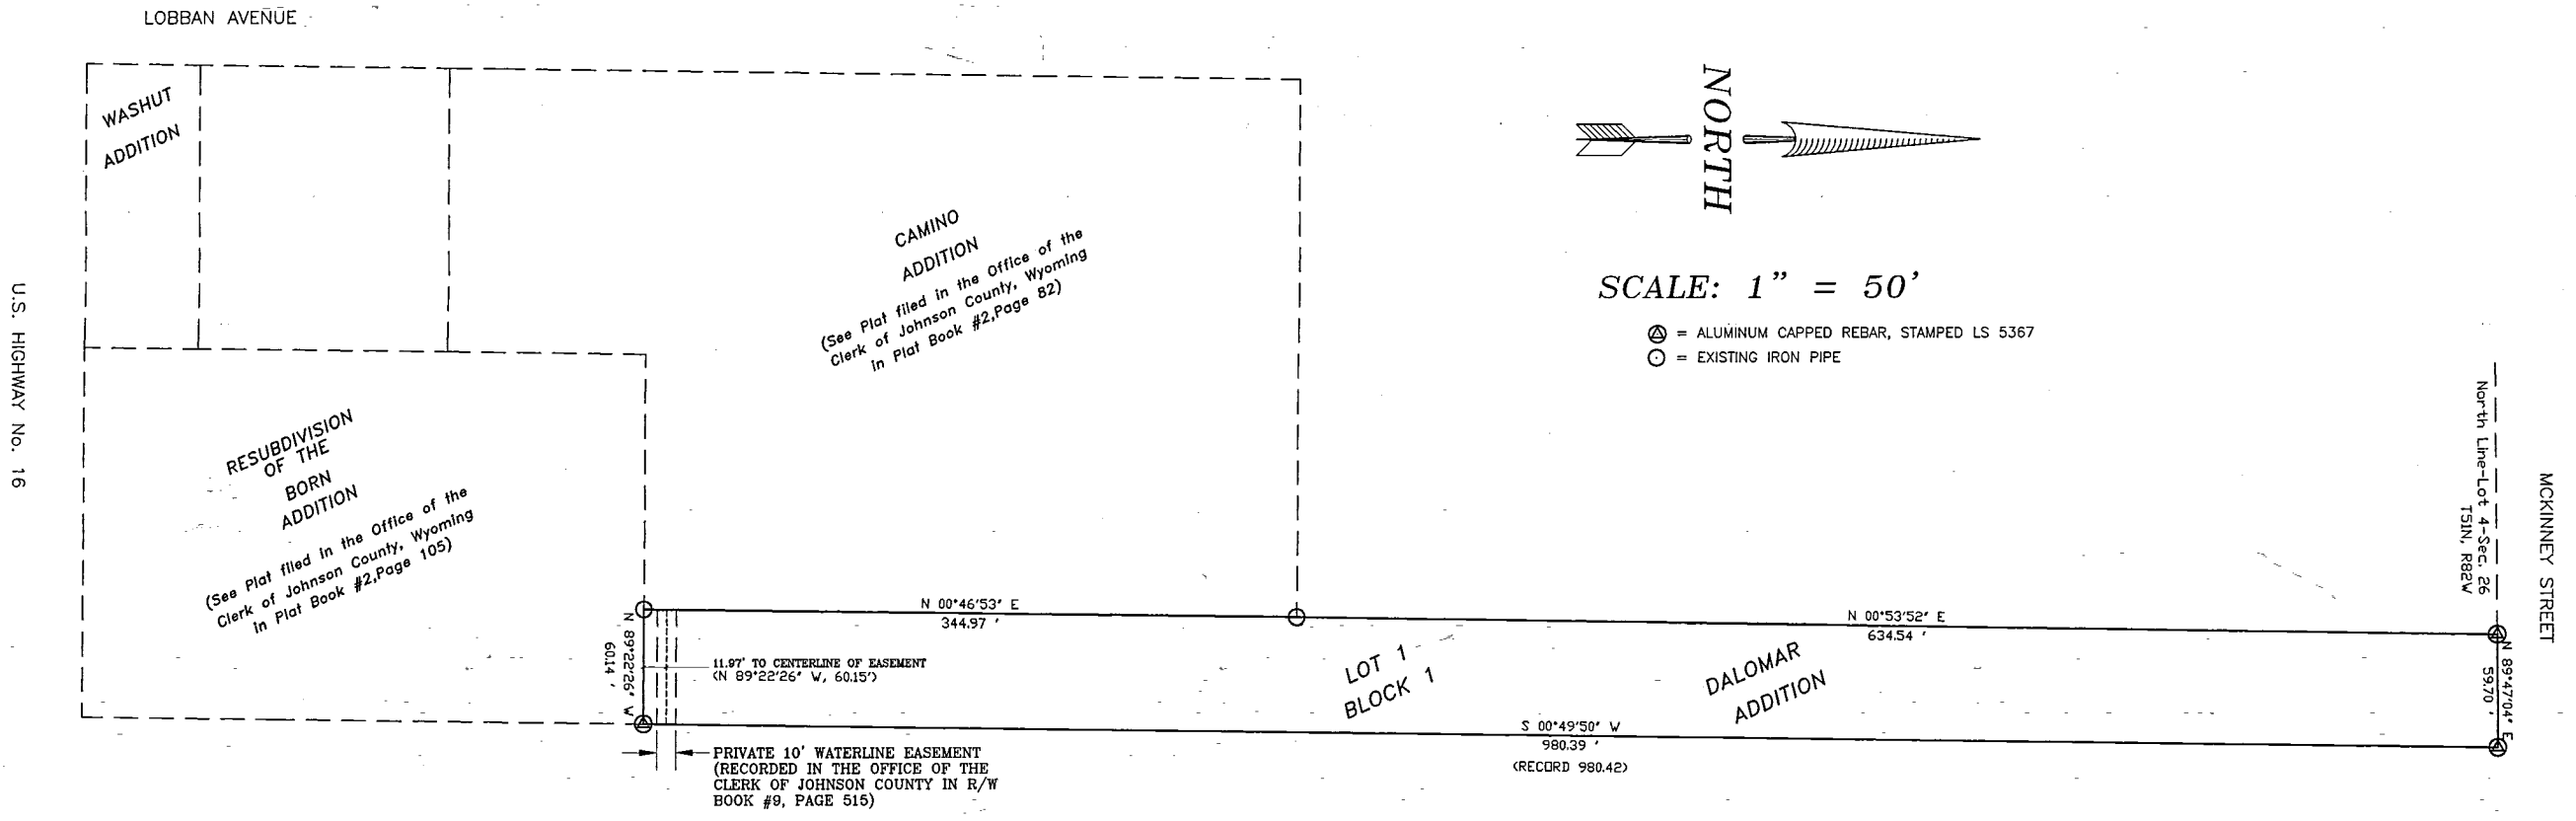 LOBBAN AVENUE
WASHUT
ADDITION
U.S. HIGHWAY No. 16
CAMINO
ADDITION
(See Plat filed in the Office of the
Clerk of Johnson County, Wyoming
in Plat Book #2,Page 82)
RESUBDIVISION
OF THE
BORN
ADDITION
(See Plat filed in the Office of the
Clerk of Johnson County, Wyoming
in Plat Book #2,Page 105)
NORTH
SCALE: 1" = 50'
= ALUMINUM CAPPED REBAR, STAMPED LS 5367
= EXISTING IRON PIPE
North Line-Lot 4-Sec. 26
T51N, R82W
MCKINNEY STREET
N 00°46'53" E
344.97 '
N 00°53'52" E
634.54 '
N 89°22'26" W
60.14 '
11.97' TO CENTERLINE OF EASEMENT
(N 89°22'26" W, 60.15')
LOT 1
BLOCK 1
DALOMAR
ADDITION
N 89°47'04" E
59.70 '
S 00°49'50" W
980.39 '
(RECORD 980.42)
PRIVATE 10' WATERLINE EASEMENT
(RECORDED IN THE OFFICE OF THE
CLERK OF JOHNSON COUNTY IN R/W
BOOK #9, PAGE 515)